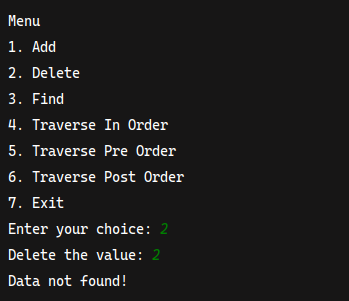 Menu
1. Add
2. Delete
3. Find
4. Traverse In Order
5. Traverse Pre Order
6. Traverse Post Order
7. Exit
Enter your choice: 2
Delete the value: 2
Data not found!